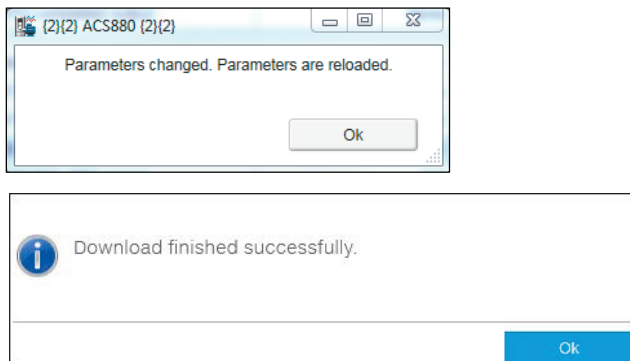 {2}{2} ACS880 {2}{2}
Parameters changed. Parameters are reloaded.
Ok
Download finished successfully.
Ok